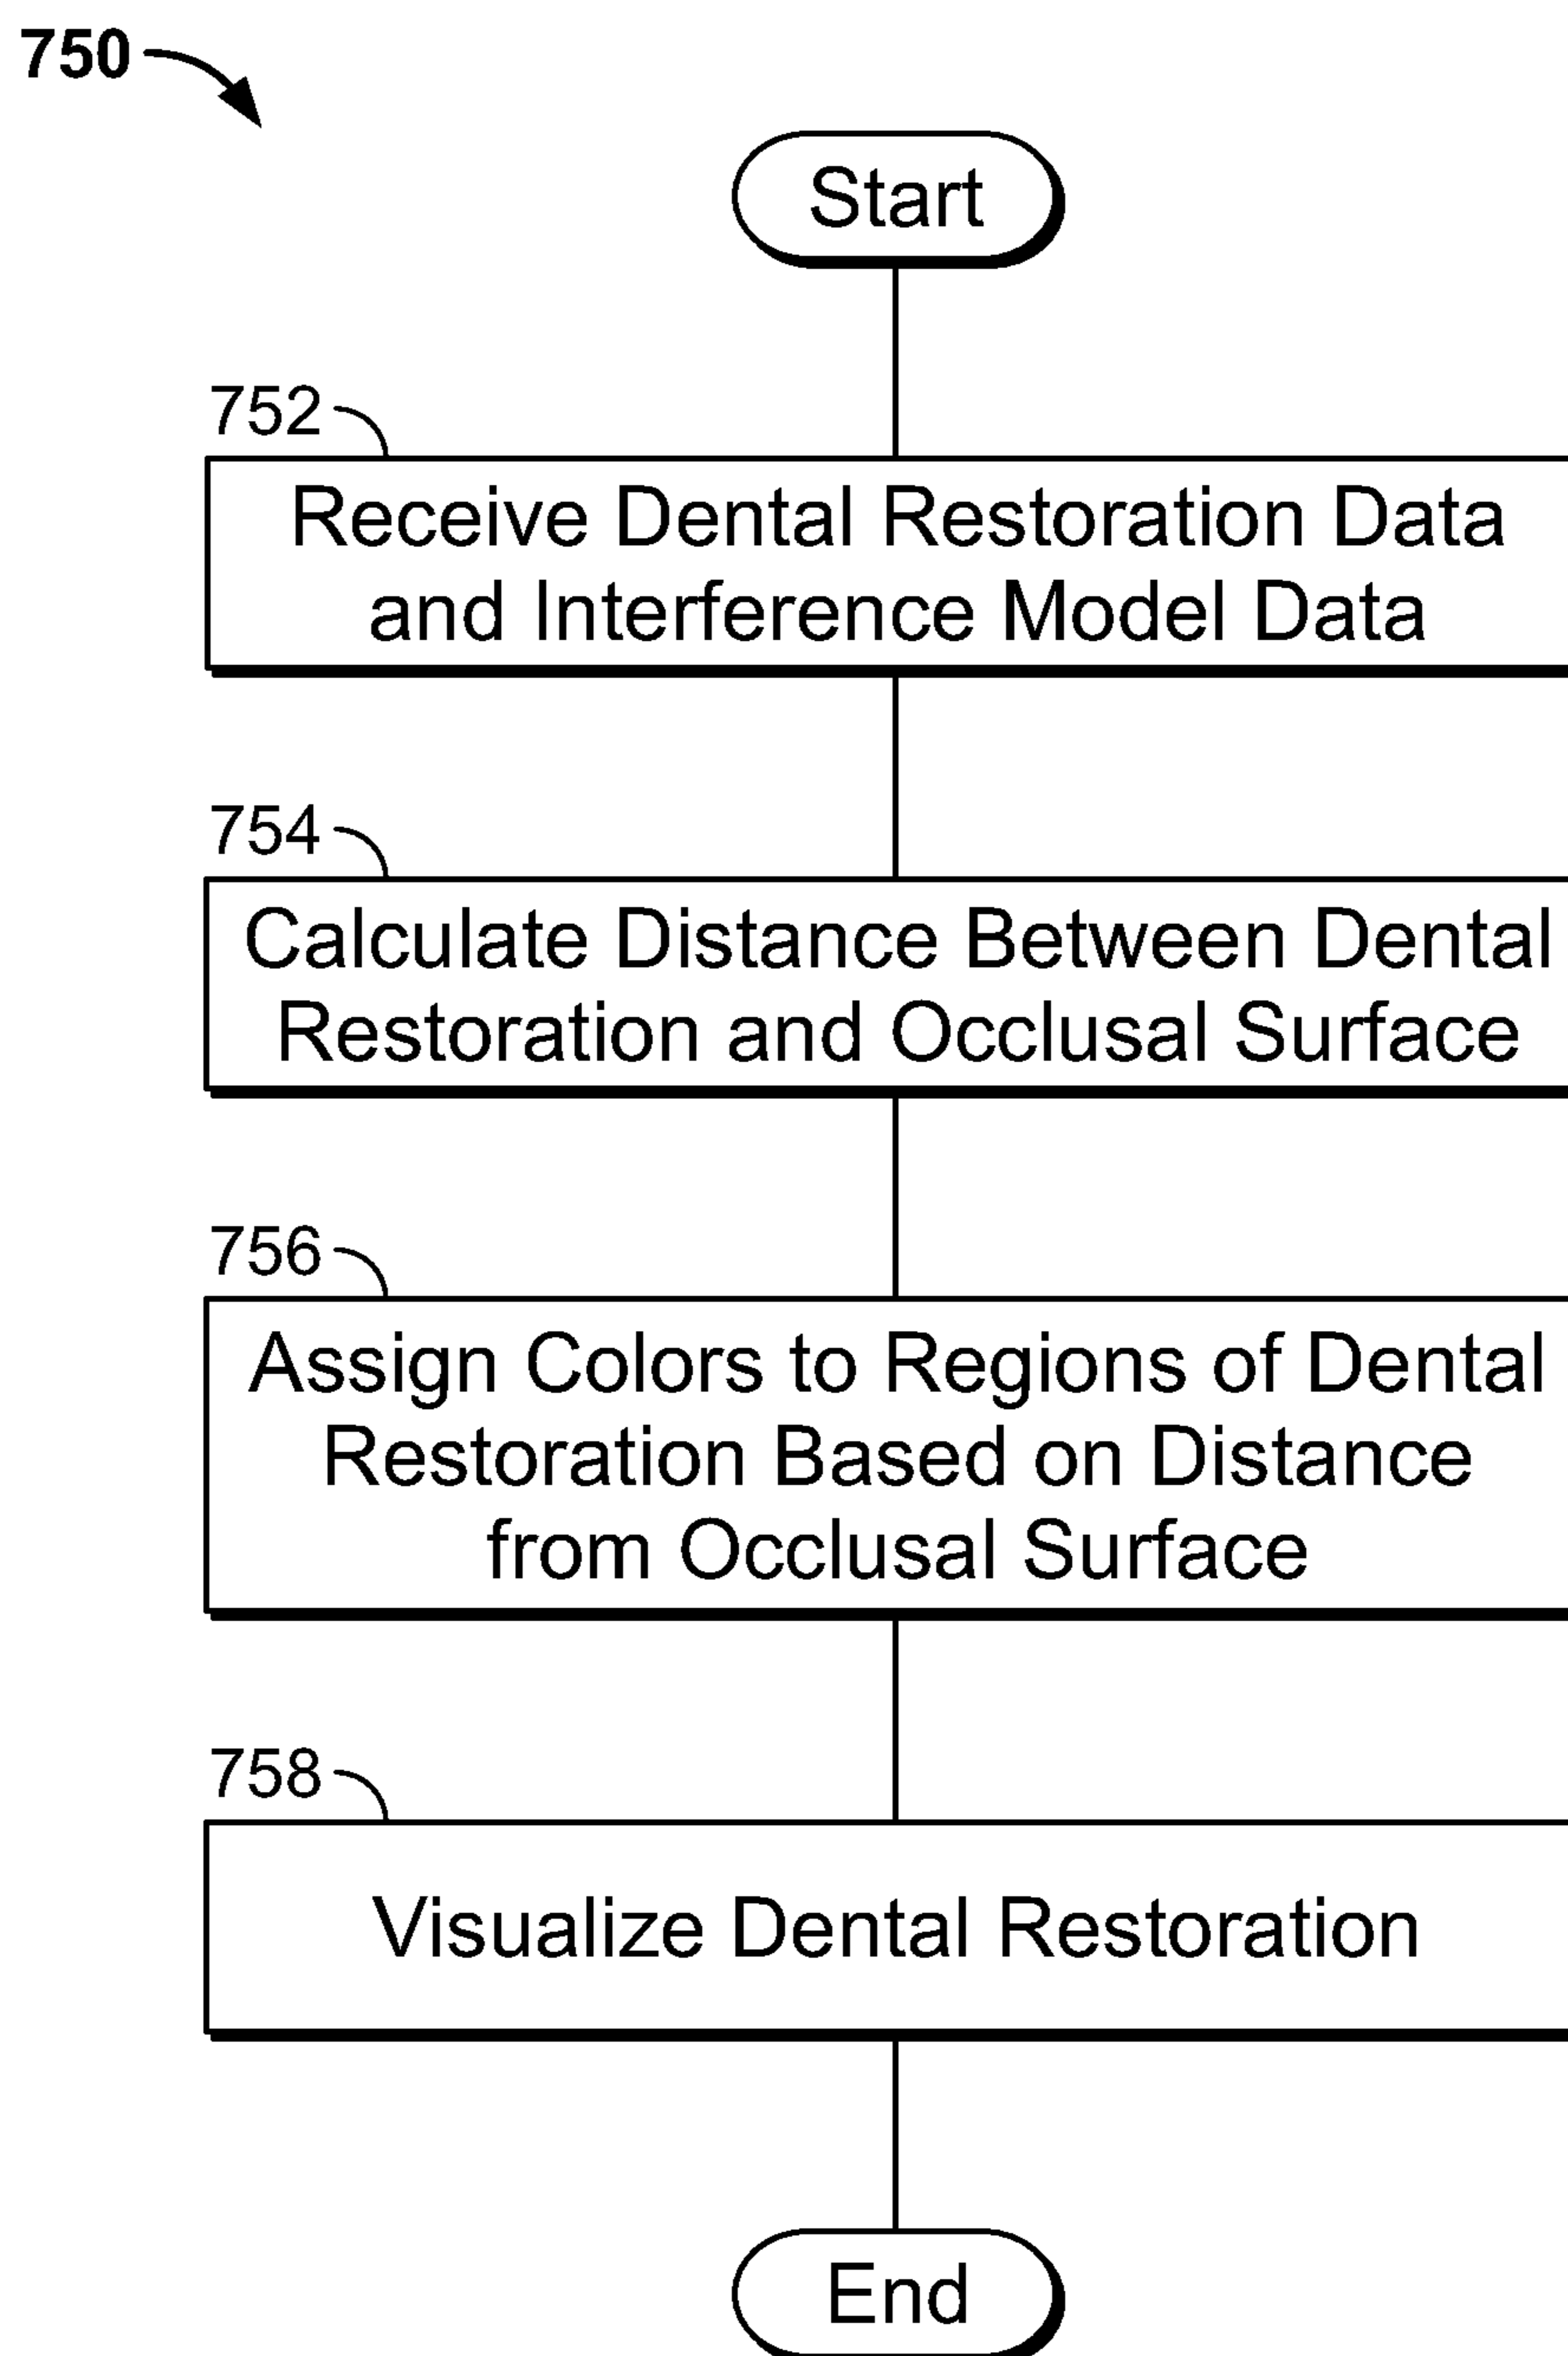 750
Start
752
Receive Dental Restoration Data
and Interference Model Data
754
Calculate Distance Between Dental
Restoration and Occlusal Surface
756
Assign Colors to Regions of Dental
Restoration Based on Distance
from Occlusal Surface
758
Visualize Dental Restoration
End